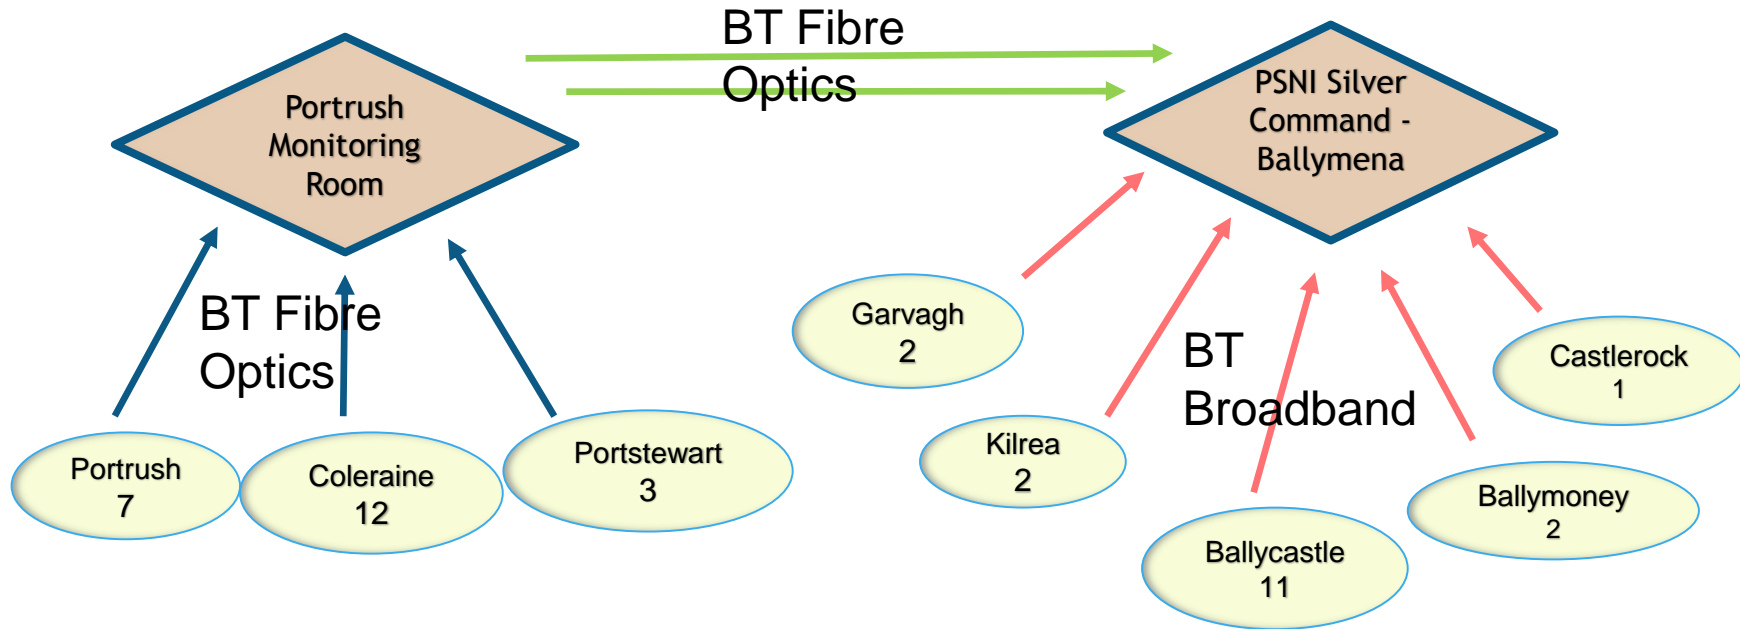 BT Fibre
Optics
Portrush
Monitoring
Room
PSNI Silver
Command -
Ballymena
BT Fibre
Optics
Portrush
7
Coleraine
12
Portstewart
3
Garvagh
2
Kilrea
2
BT
Broadband
Ballycastle
11
Ballymoney
2
Castlerock
1